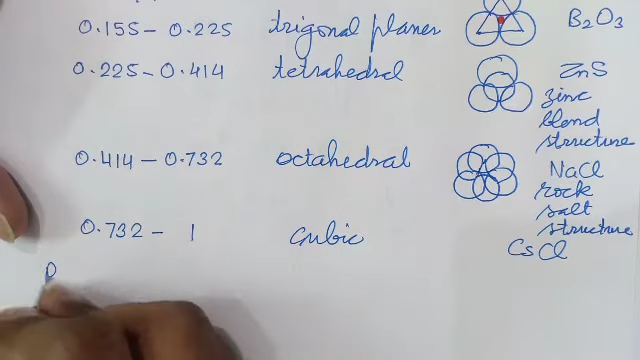 0.155 - 0.225 trigonal planer B2O3
0.225 - 0.414 tetrahedral ZnS
zinc
blend
structure
0.414 - 0.732 octahedral NaCl
rock
salt
structure
0.732 - 1 cubic CsCl